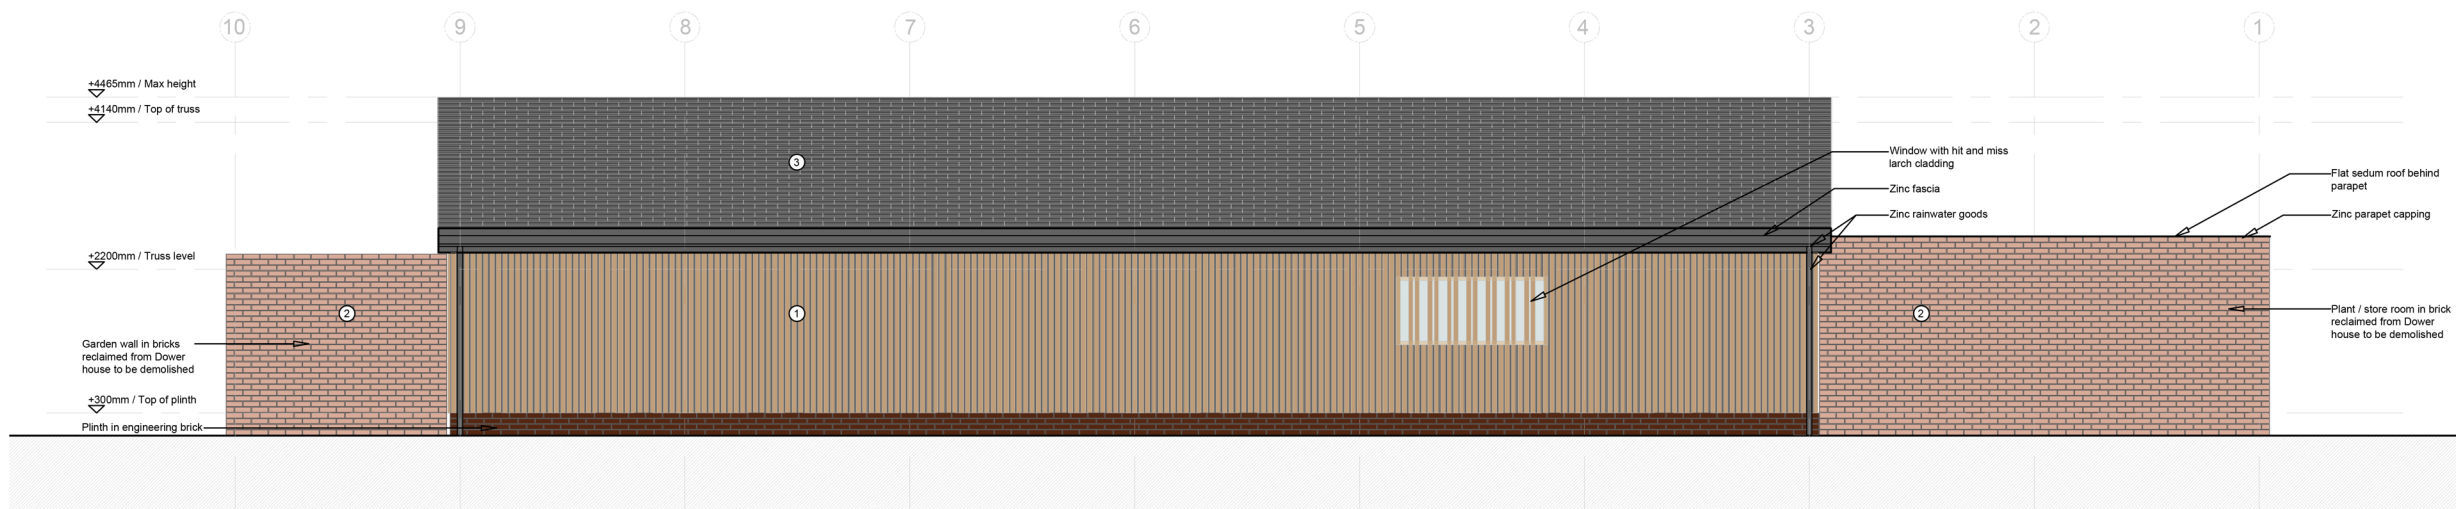 10 9 8 7 6 5 4 3 2 1
+4465mm / Max height
+4140mm / Top of truss
3
Window with hit and miss
larch cladding
Flat sedum roof behind
parapet
Zinc fascia
Zinc rainwater goods
Zinc parapet capping
+2200mm / Truss level
2
1
2
Plant / store room in brick
reclaimed from Dower
house to be demolished
Garden wall in bricks
reclaimed from Dower
house to be demolished
+300mm / Top of plinth
Plinth in engineering brick